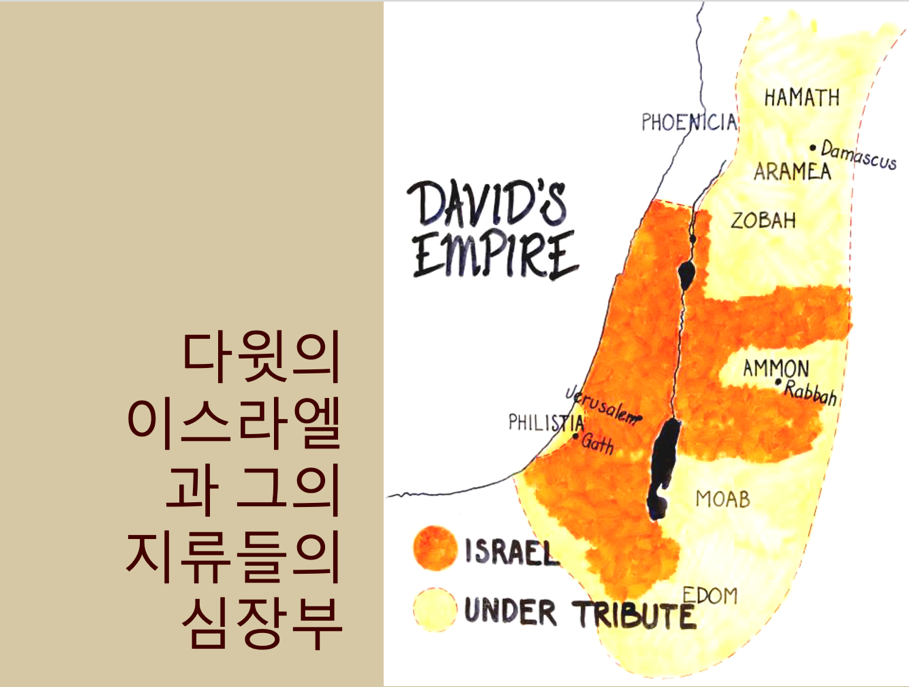 다윗의
이스라엘
과 그의
지류들의
심장부
DAVID'S
EMPIRE
HAMATH
PHOENICIA
Damascus
ARAMEA
ZOBAH
AMMON
Rabbah
Jerusalem
PHILISTIA
Gath
MOAB
ISRAEL
EDOM
UNDER TRIBUTE